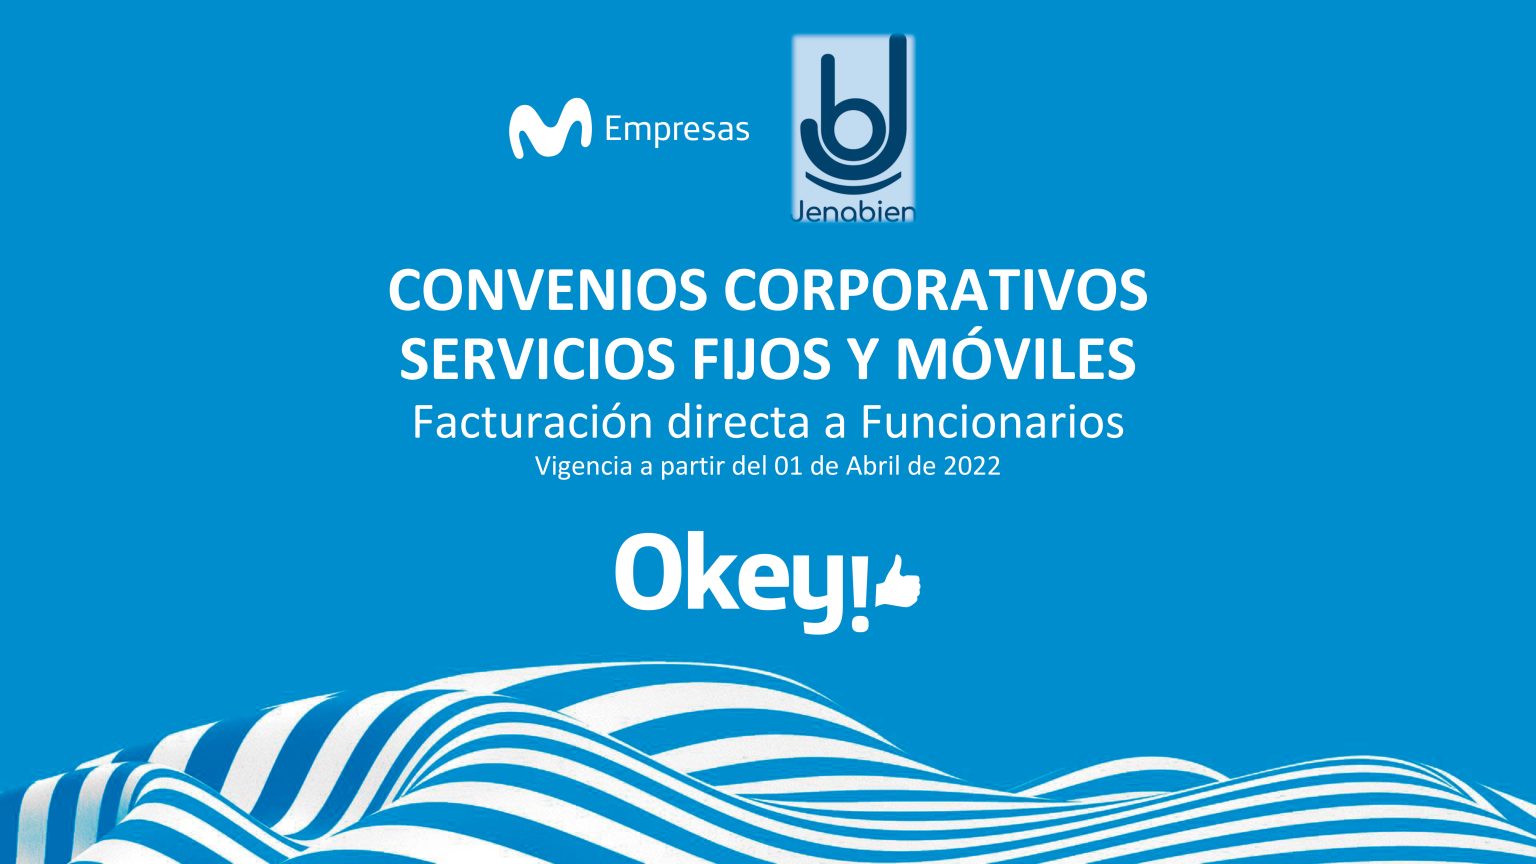 Empresas
Jenabien
CONVENIOS CORPORATIVOS
SERVICIOS FIJOS Y MÓVILES
Facturación directa a Funcionarios
Vigencia a partir del 01 de Abril de 2022
Okey!